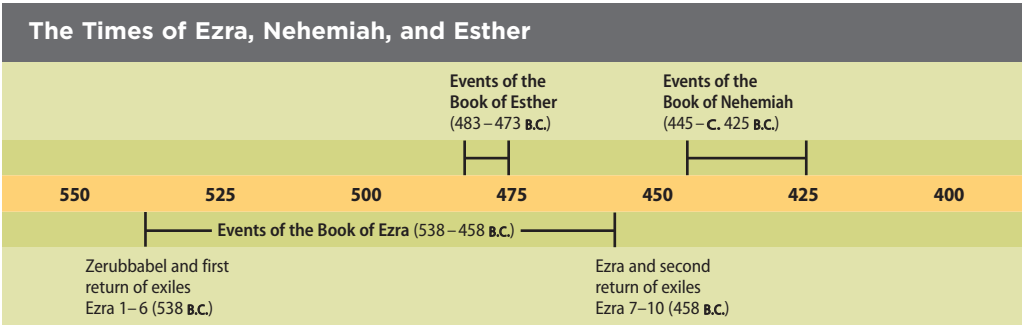 The Times of Ezra, Nehemiah, and Esther
Events of the
Book of Esther
(483–473 B.C.)
Events of the
Book of Nehemiah
(445–C. 425 B.C.)
550 525 500 475 450 425 400
Events of the Book of Ezra (538–458 B.C.)
Zerubbabel and first
return of exiles
Ezra 1–6 (538 B.C.)
Ezra and second
return of exiles
Ezra 7–10 (458 B.C.)